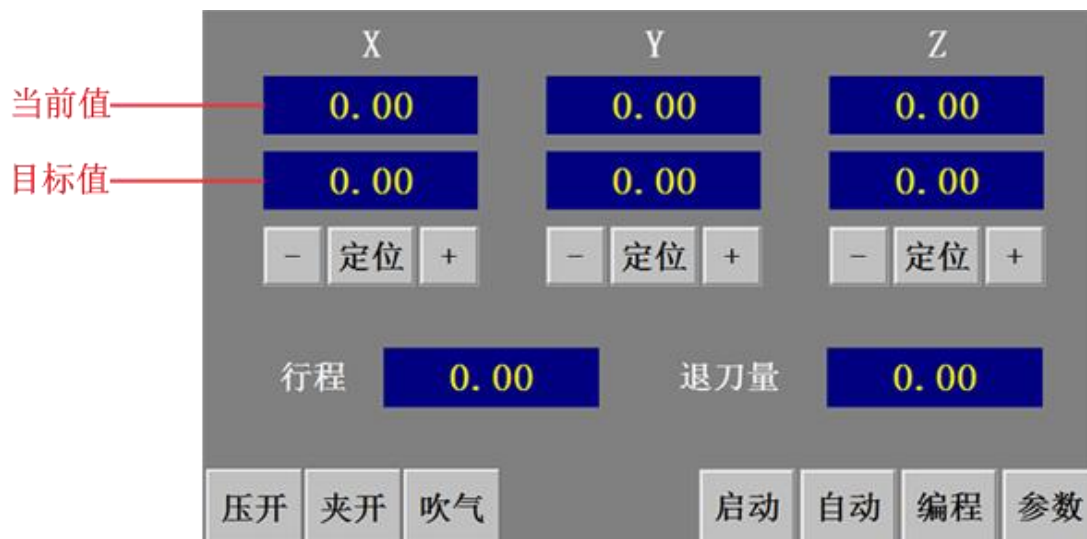 X Y Z
当前值 0.00 0.00 0.00
目标值 0.00 0.00 0.00
- 定位 + - 定位 + - 定位 +
行程 0.00 退刀量 0.00
压开 夹开 吹气 启动 自动 编程 参数